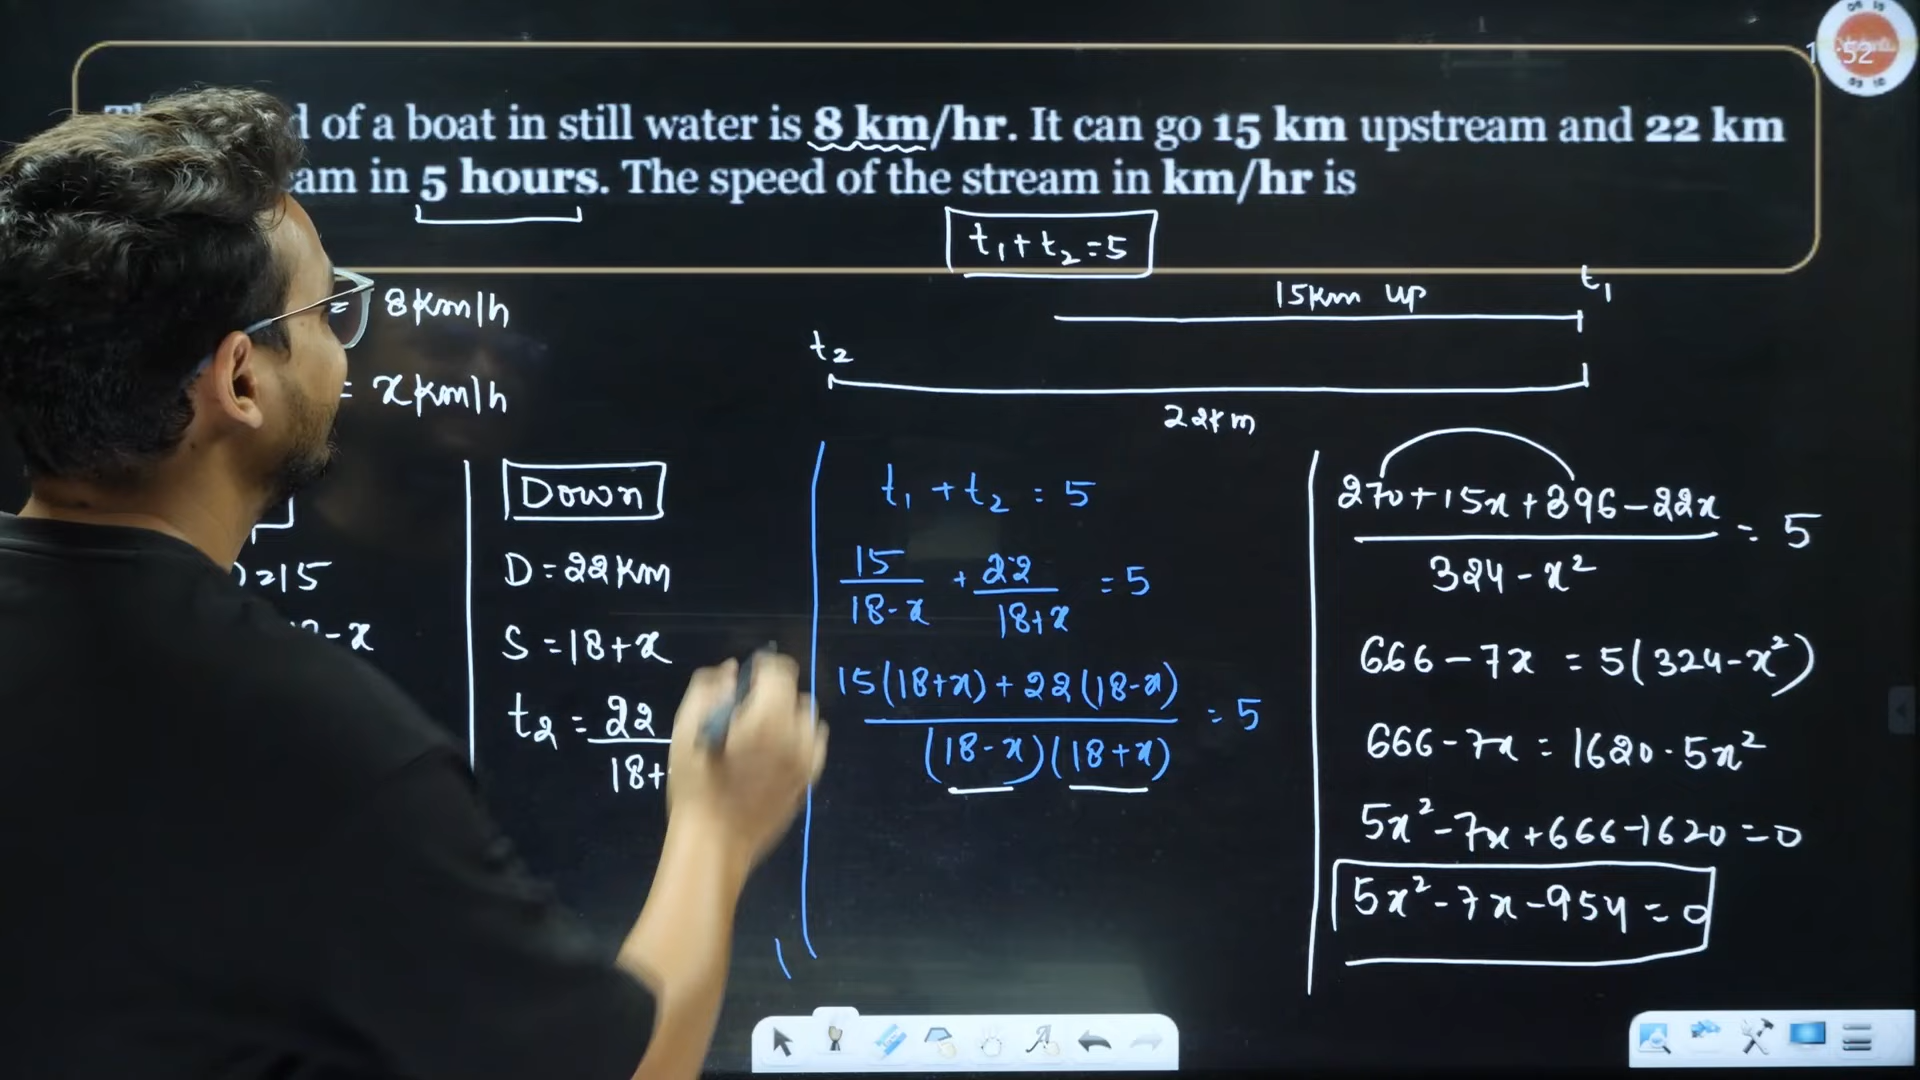 d of a boat in still water is 8 km/hr. It can go 15 km upstream and 22 km
am in 5 hours. The speed of the stream in km/hr is
t₁ + t₂ = 5
= 8km/h
= x km/h
15km up
t₁
t₂
22km
Down
D = 22 km
S = 18+x
t₂ = 22
18+
)=15
-x
t₁ + t₂ = 5
15/(18-x) + 22/(18+x) = 5
15(18+x) + 22(18-x)
(18-x)(18+x)
= 5
270+15x+396-22x
324-x²
= 5
666-7x = 5(324-x²)
666-7x = 1620-5x²
5x²-7x+666-1620=0
5x²-7x-954=0